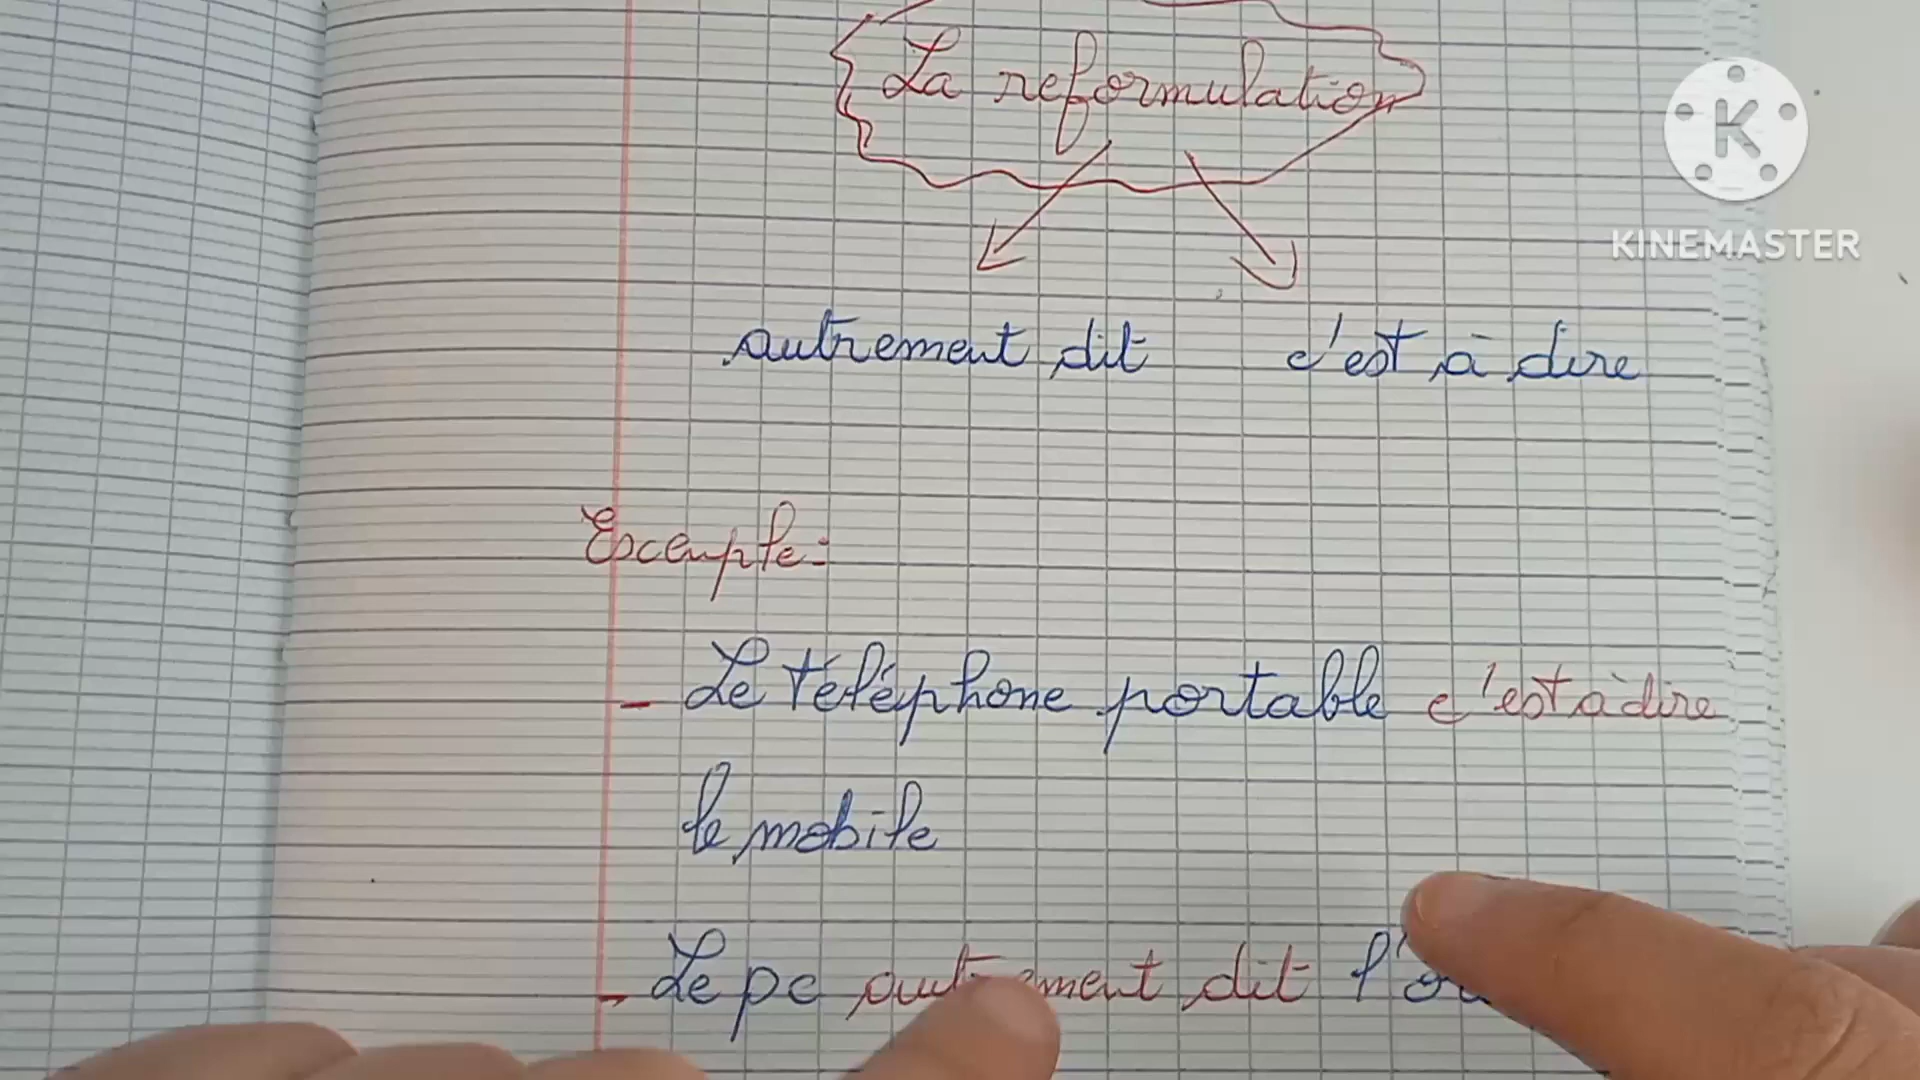 La reformulation
autrement dit c'est à dire
Exemple:
- Le téléphone portable c'est à dire
le mobile
- Le pc autrement dit
KINEMASTER